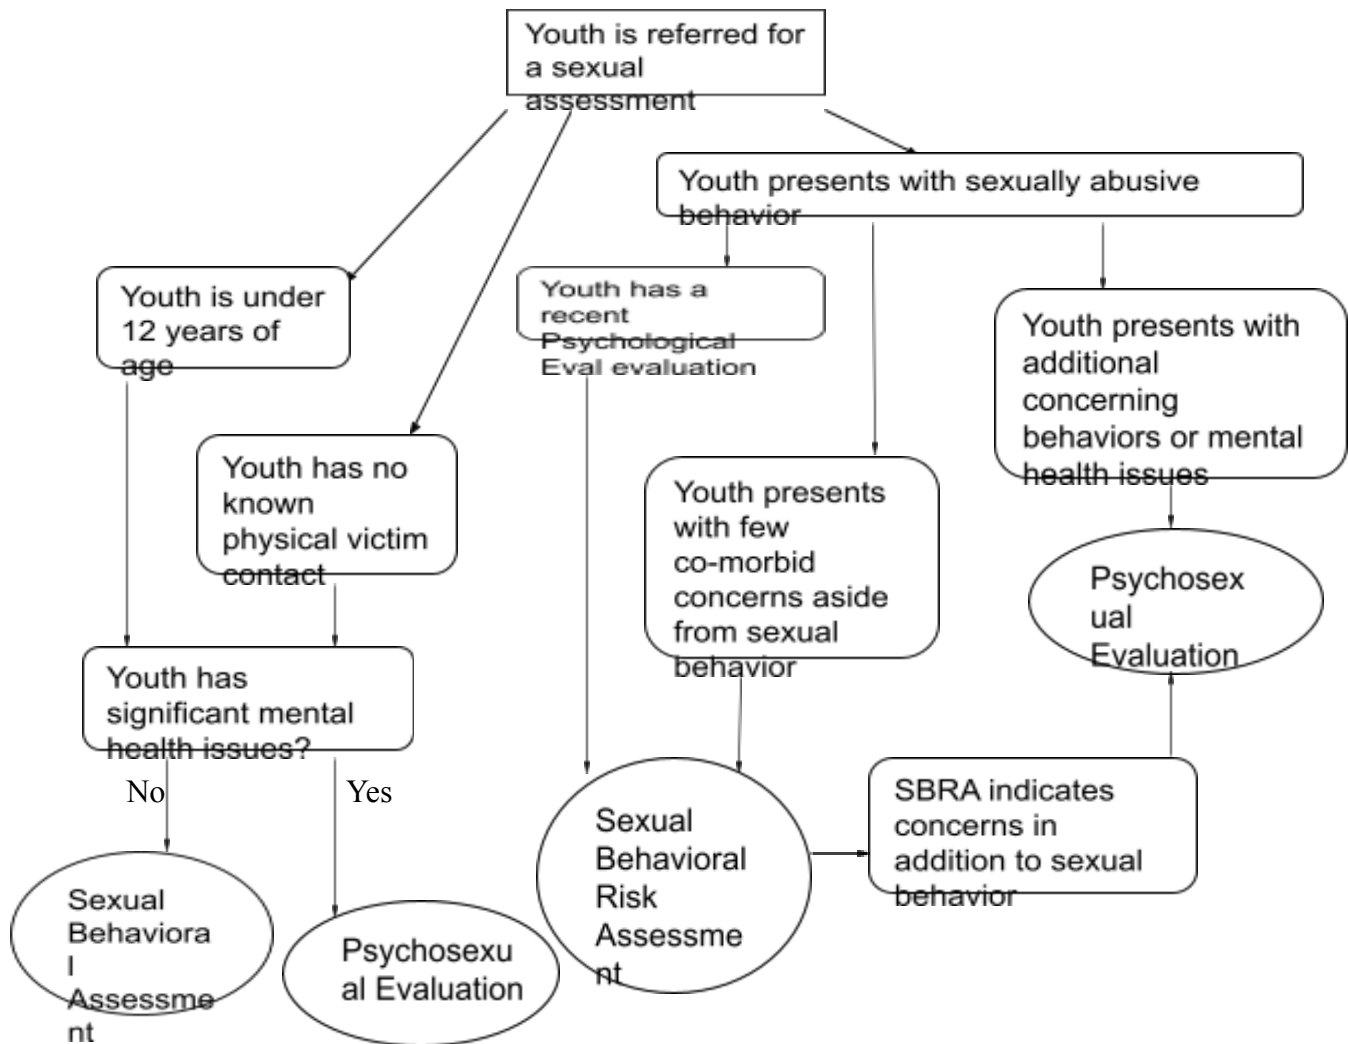 Youth is referred for
a sexual
assessment
Youth presents with sexually abusive
behavior
Youth is under
12 years of
age
Youth has a
recent
Psychological
Eval evaluation
Youth presents with
additional
concerning
behaviors or mental
health issues
Youth has no
known
physical victim
contact
Youth presents
with few
co-morbid
concerns aside
from sexual
behavior
Psychosex
ual
Evaluation
Youth has
significant mental
health issues?
No
Yes
Sexual
Behavioral
Risk
Assessme
nt
SBRA indicates
concerns in
addition to sexual
behavior
Sexual
Behaviora
l
Assessme
nt
Psychosexu
al Evaluation